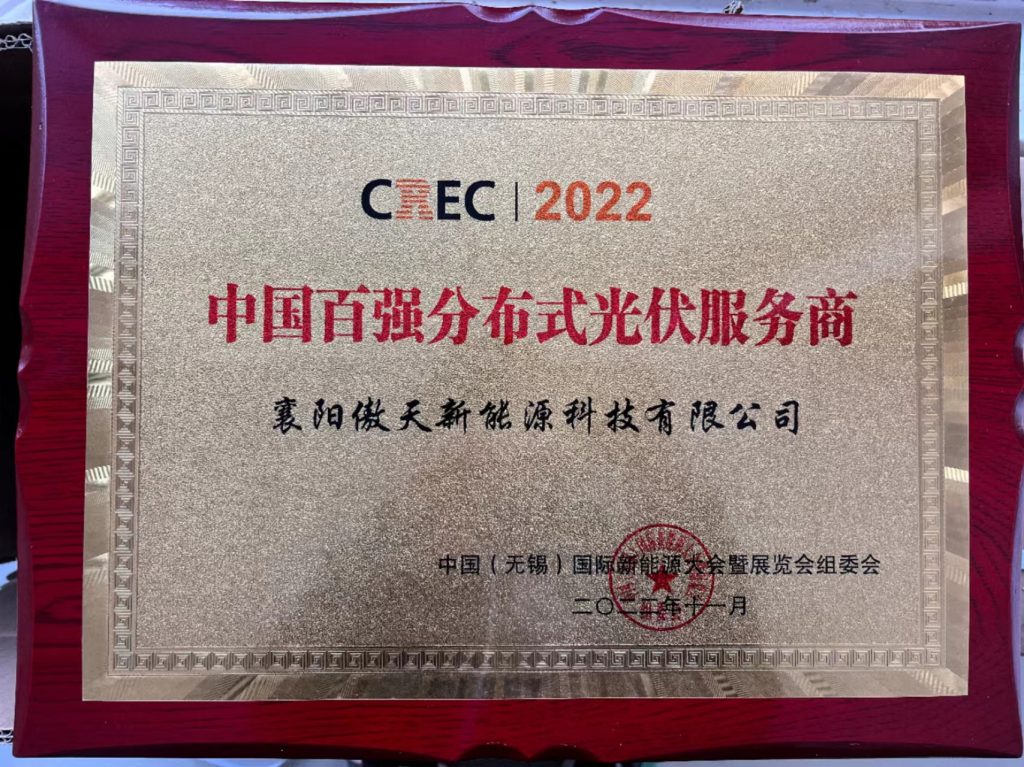 CREC | 2022
中国百强分布式光伏服务商
襄阳傲天新能源科技有限公司
中国（无锡）国际新能源大会暨展览会组委会
二〇二二年十一月